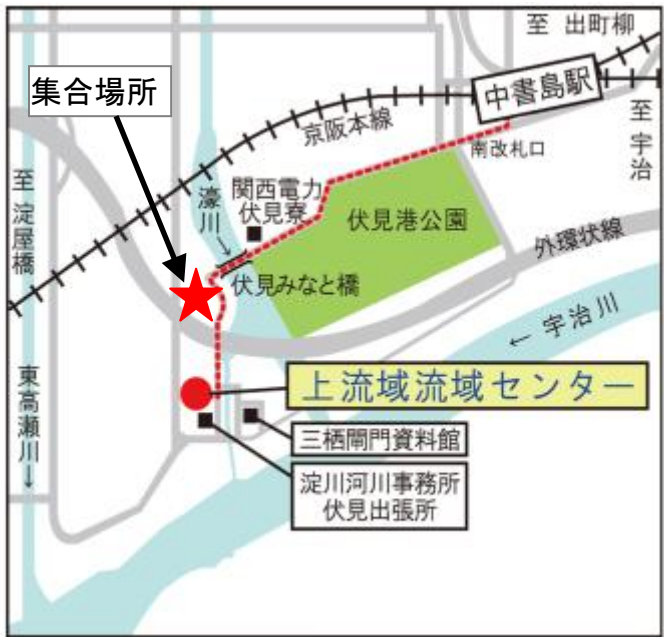 至 出町柳
集合場所
中書島駅
京阪本線
至 宇治
南改札口
至 淀屋橋
関西電力
伏見寮
濠川↓
伏見港公園
外環状線
伏見みなと橋
← 宇治川
東高瀬川↓
上流域流域センター
三栖閘門資料館
淀川河川事務所
伏見出張所